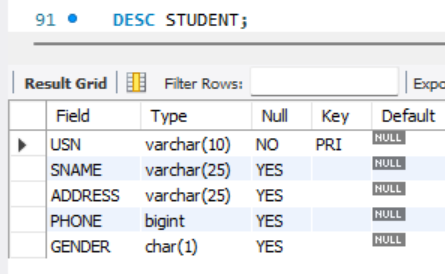 91 DESC STUDENT;
Result Grid Filter Rows: Expo
Field Type Null Key Default
USN varchar(10) NO PRI NULL
SNAME varchar(25) YES NULL
ADDRESS varchar(25) YES NULL
PHONE bigint YES NULL
GENDER char(1) YES NULL